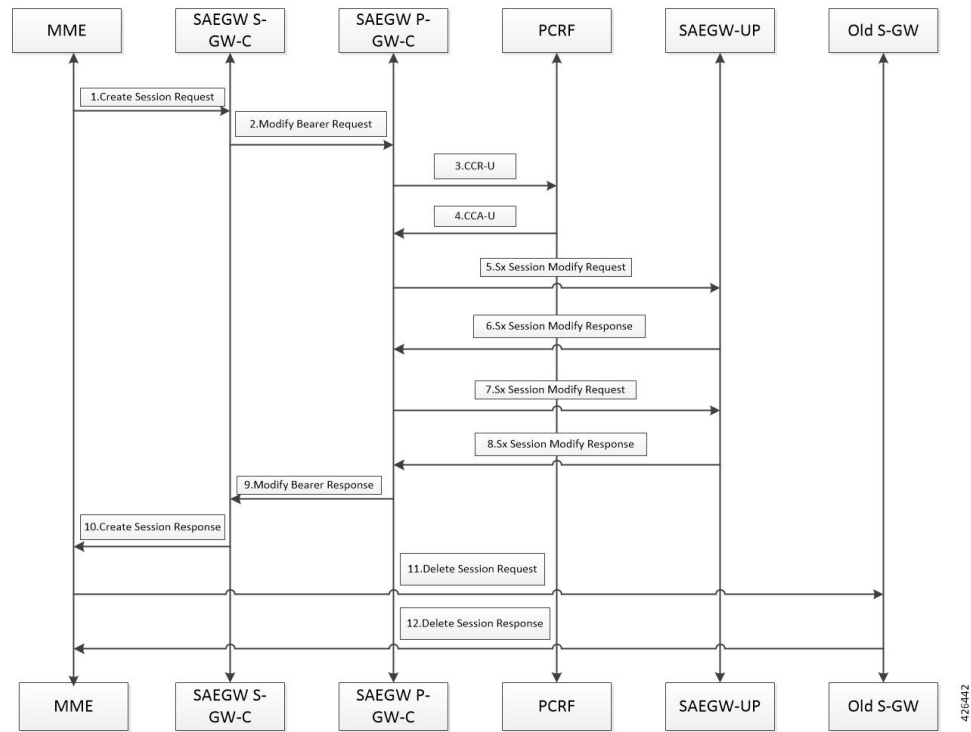 MME
SAEGW S-
GW-C
SAEGW P-
GW-C
PCRF
SAEGW-UP
Old S-GW
1.Create Session Request
2.Modify Bearer Request
3.CCR-U
4.CCA-U
5.Sx Session Modify Request
6.Sx Session Modify Response
7.Sx Session Modify Request
8.Sx Session Modify Response
9.Modify Bearer Response
10.Create Session Response
11.Delete Session Request
12.Delete Session Response
MME
SAEGW S-
GW-C
SAEGW P-
GW-C
PCRF
SAEGW-UP
Old S-GW
426442